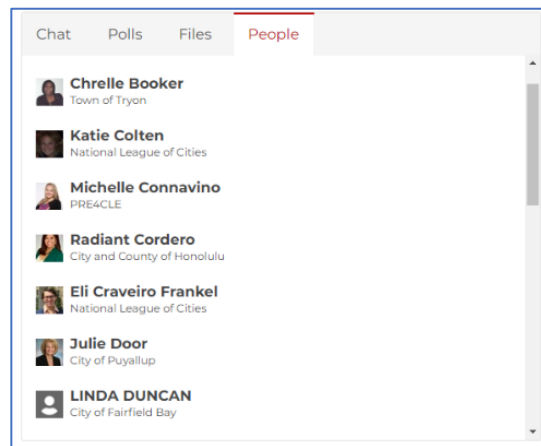 Chat Polls Files People
Chrelle Booker
Town of Tryon
Katie Colten
National League of Cities
Michelle Connavino
PRE4CLE
Radiant Cordero
City and County of Honolulu
Eli Craveiro Frankel
National League of Cities
Julie Door
City of Puyallup
LINDA DUNCAN
City of Fairfield Bay